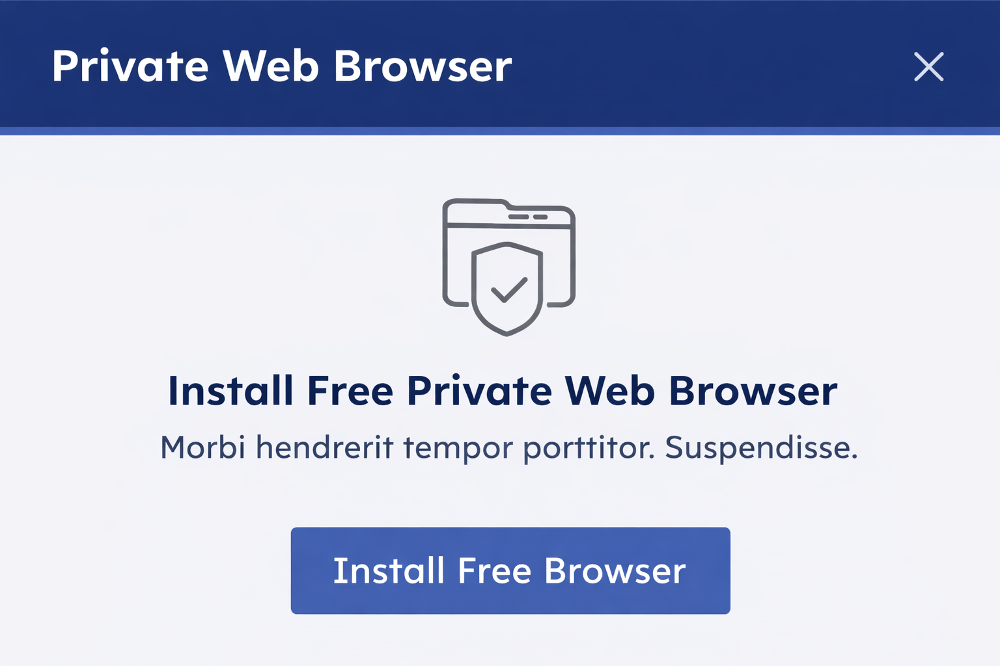 Private Web Browser
Install Free Private Web Browser
Morbi hendrerit tempor porttitor. Suspendisse.
Install Free Browser